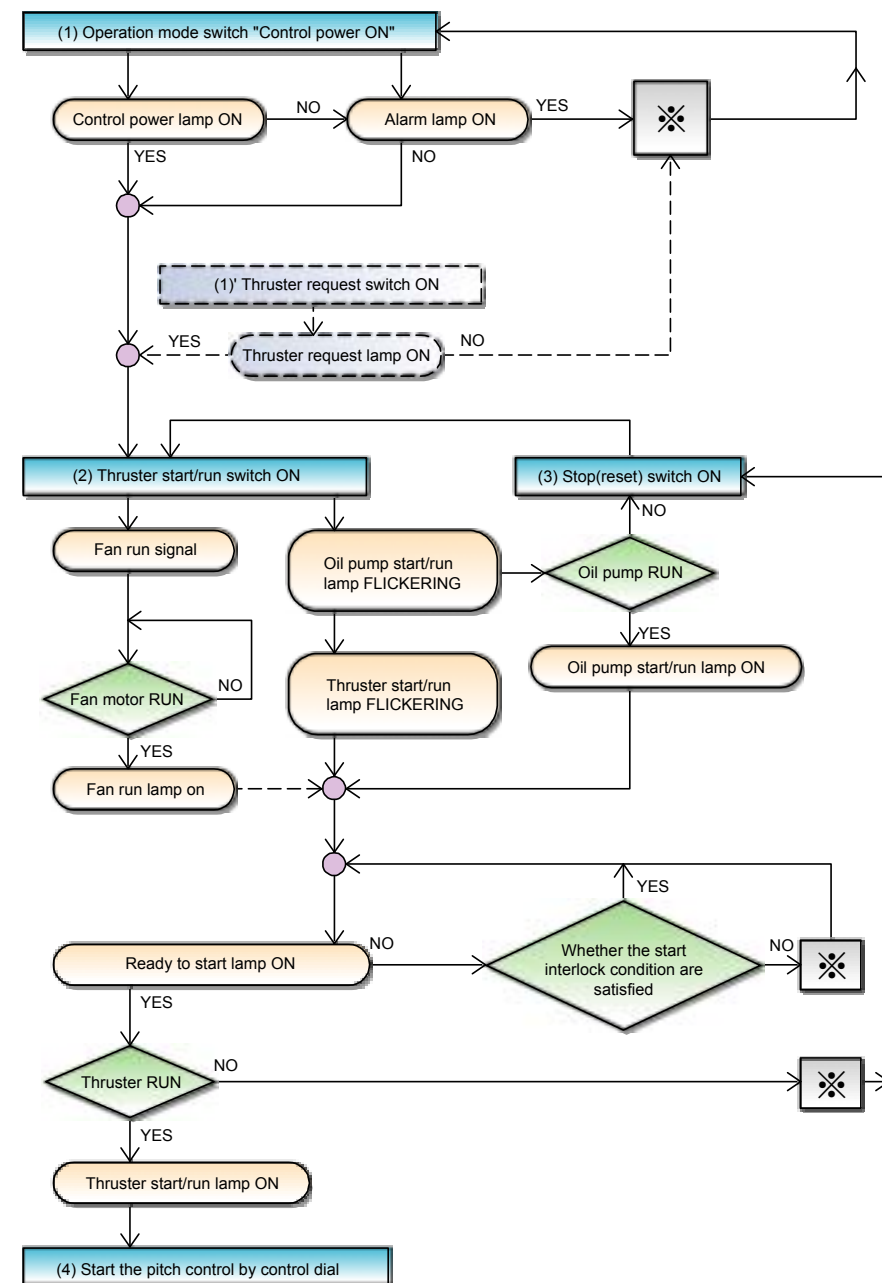 (1) Operation mode switch "Control power ON"
Control power lamp ON
NO
Alarm lamp ON
YES
※
YES
NO
(1)' Thruster request switch ON
YES
Thruster request lamp ON
NO
(2) Thruster start/run switch ON
(3) Stop(reset) switch ON
NO
Fan run signal
Oil pump start/run
lamp FLICKERING
Oil pump RUN
YES
Oil pump start/run lamp ON
Fan motor RUN
NO
Thruster start/run
lamp FLICKERING
YES
Fan run lamp on
YES
Ready to start lamp ON
NO
Whether the start
interlock condition are
satisfied
NO
※
YES
Thruster RUN
NO
※
YES
Thruster start/run lamp ON
(4) Start the pitch control by control dial